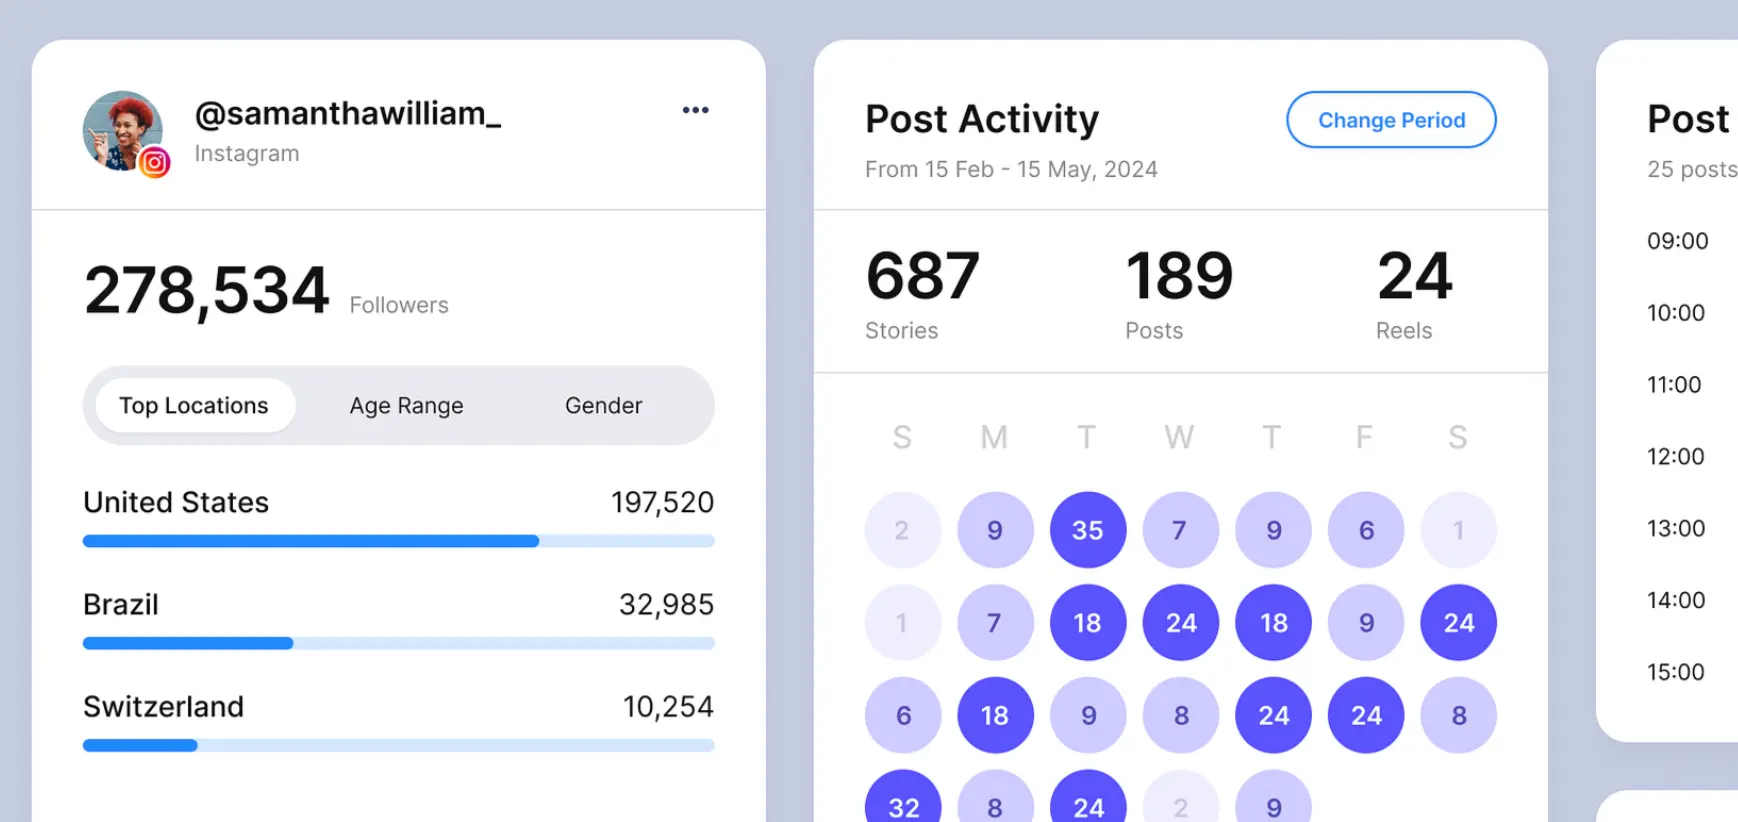 @samanthawilliam_
Instagram
278,534 Followers
Top Locations Age Range Gender
United States 197,520
Brazil 32,985
Switzerland 10,254
Post Activity
Change Period
From 15 Feb - 15 May, 2024
687 189 24
Stories Posts Reels
S M T W T F S
2 9 35 7 9 6 1
1 7 18 24 18 9 24
6 18 9 8 24 24 8
32 8 24 2 9
Post
25 posts
09:00
10:00
11:00
12:00
13:00
14:00
15:00